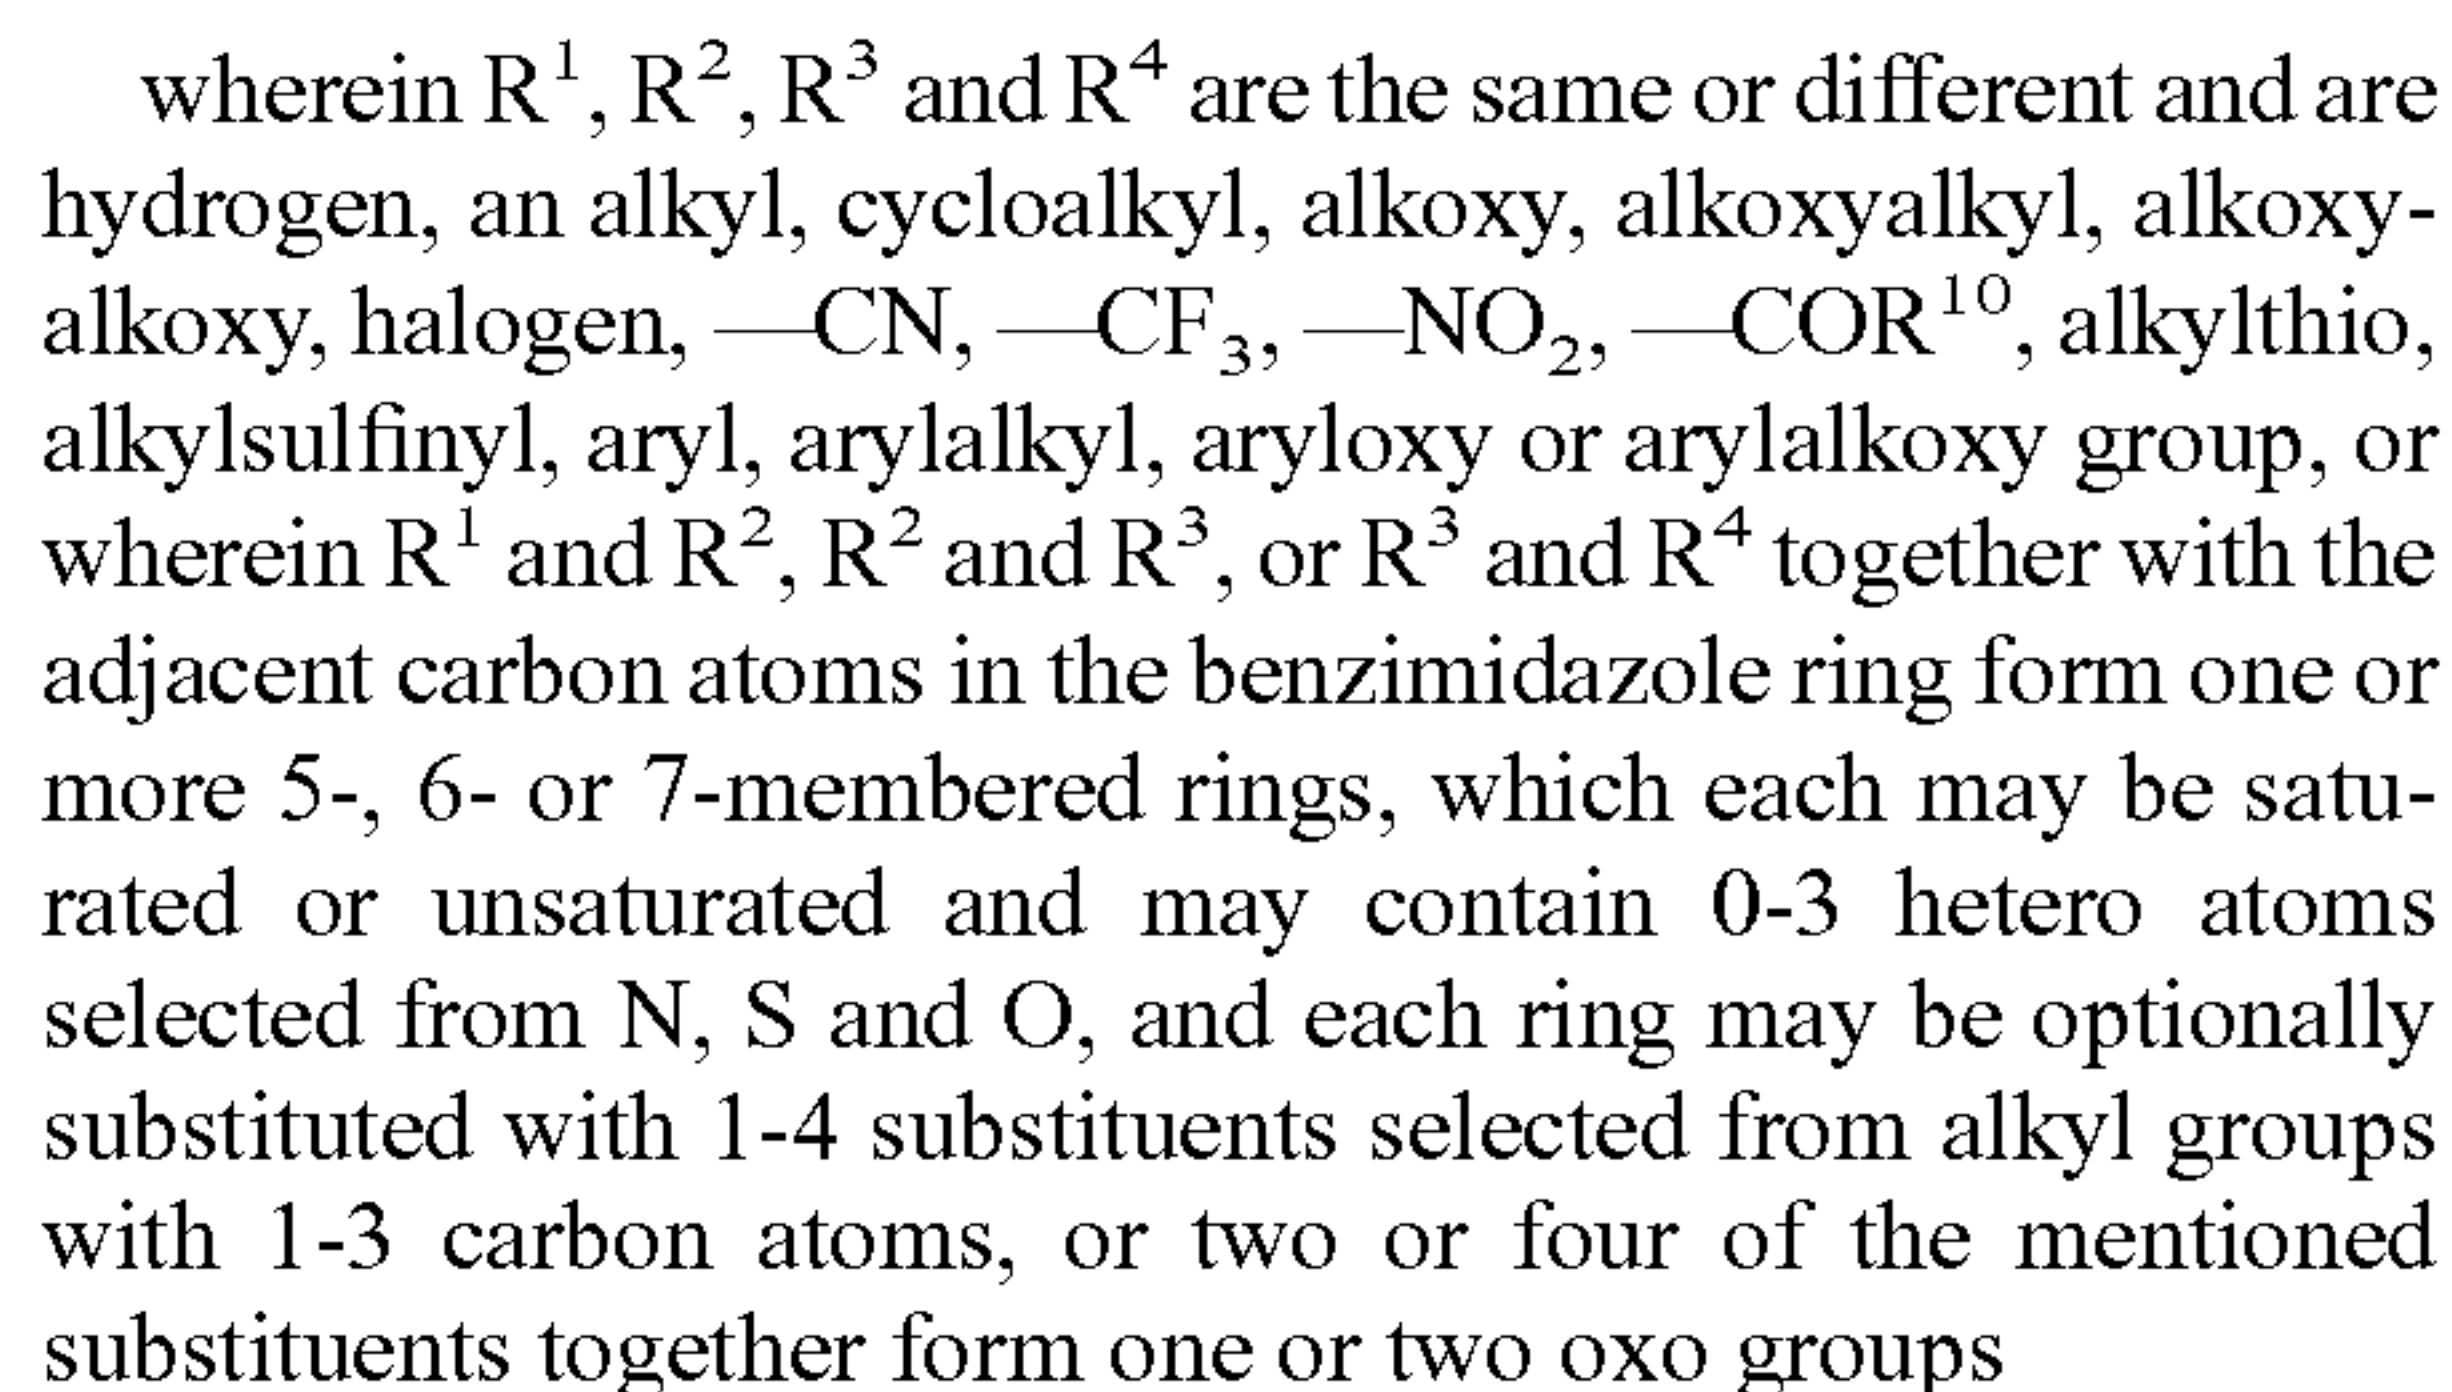 wherein R¹, R², R³ and R⁴ are the same or different and are
hydrogen, an alkyl, cycloalkyl, alkoxy, alkoxyalkyl, alkoxy-
alkoxy, halogen, —CN, —CF₃, —NO₂, —COR¹⁰, alkylthio,
alkylsulfinyl, aryl, arylalkyl, aryloxy or arylalkoxy group, or
wherein R¹ and R², R² and R³, or R³ and R⁴ together with the
adjacent carbon atoms in the benzimidazole ring form one or
more 5-, 6- or 7-membered rings, which each may be satu-
rated or unsaturated and may contain 0-3 hetero atoms
selected from N, S and O, and each ring may be optionally
substituted with 1-4 substituents selected from alkyl groups
with 1-3 carbon atoms, or two or four of the mentioned
substituents together form one or two oxo groups